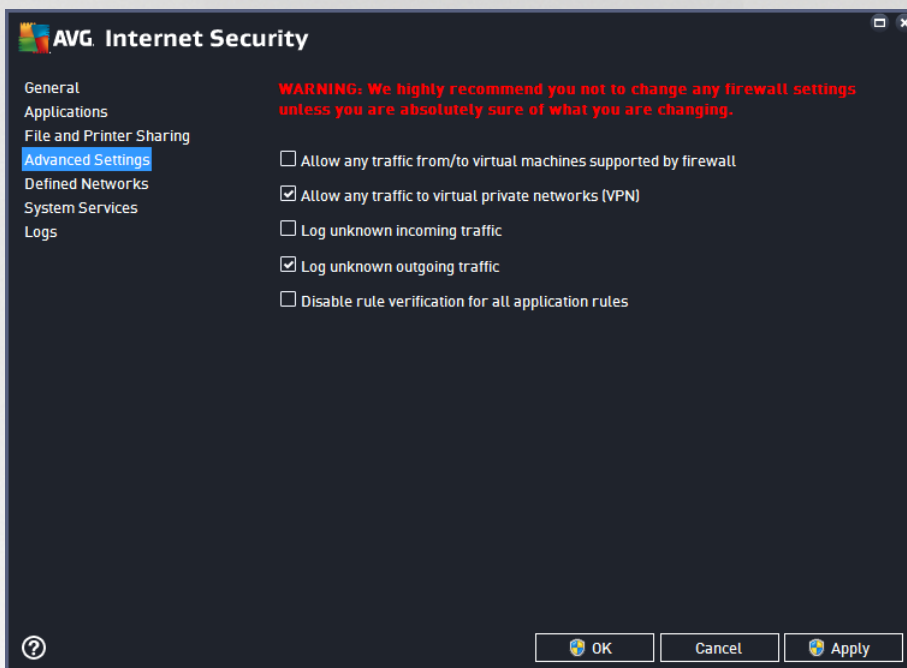 AVG. Internet Security
General
Applications
File and Printer Sharing
Advanced Settings
Defined Networks
System Services
Logs
WARNING: We highly recommend you not to change any firewall settings
unless you are absolutely sure of what you are changing.
Allow any traffic from/to virtual machines supported by firewall
Allow any traffic to virtual private networks (VPN)
Log unknown incoming traffic
Log unknown outgoing traffic
Disable rule verification for all application rules
?
OK
Cancel
Apply